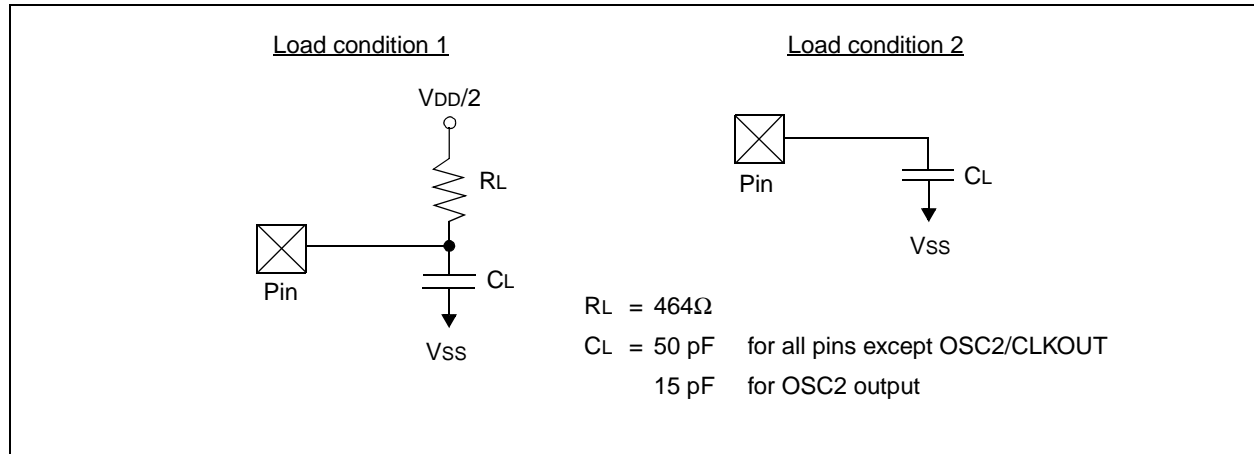 Load condition 1
VDD/2
RL
Pin
CL
VSS
Load condition 2
Pin
CL
VSS
RL = 464Ω
CL = 50 pF for all pins except OSC2/CLKOUT
15 pF for OSC2 output